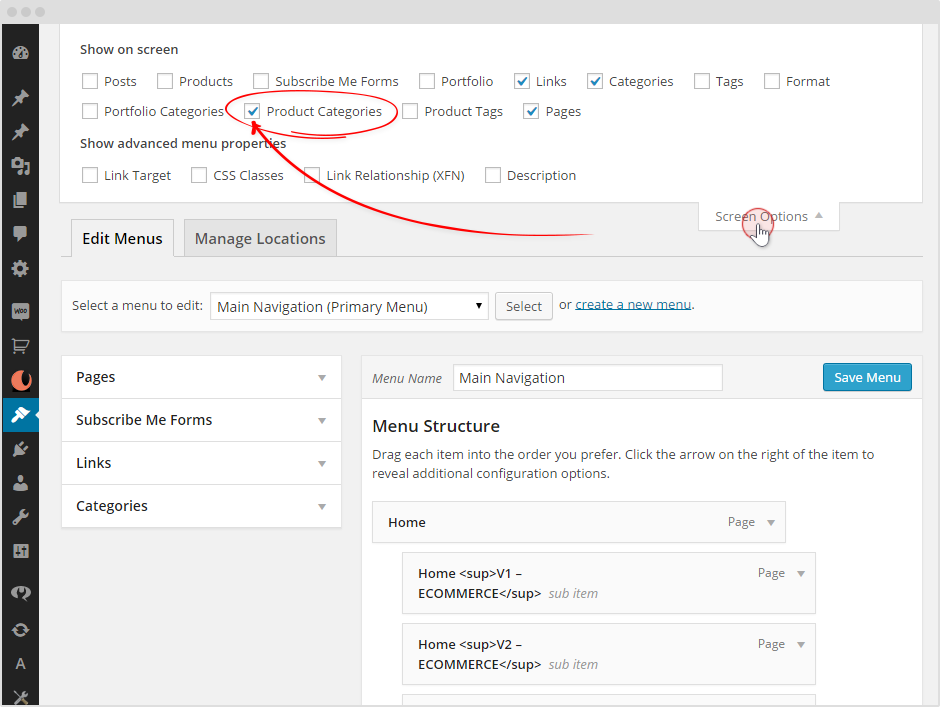 Show on screen
Posts Products Subscribe Me Forms Portfolio Links Categories Tags Format
Portfolio Categories Product Categories Product Tags Pages
Show advanced menu properties
Link Target CSS Classes Link Relationship (XFN) Description
Screen Options
Edit Menus Manage Locations
Select a menu to edit: Main Navigation (Primary Menu) Select or create a new menu.
Pages
Subscribe Me Forms
Links
Categories
Menu Name Main Navigation Save Menu
Menu Structure
Drag each item into the order you prefer. Click the arrow on the right of the item to
reveal additional configuration options.
Home Page
Home <sup>V1 – Page
ECOMMERCE</sup> sub item
Home <sup>V2 – Page
ECOMMERCE</sup> sub item
WOO
A